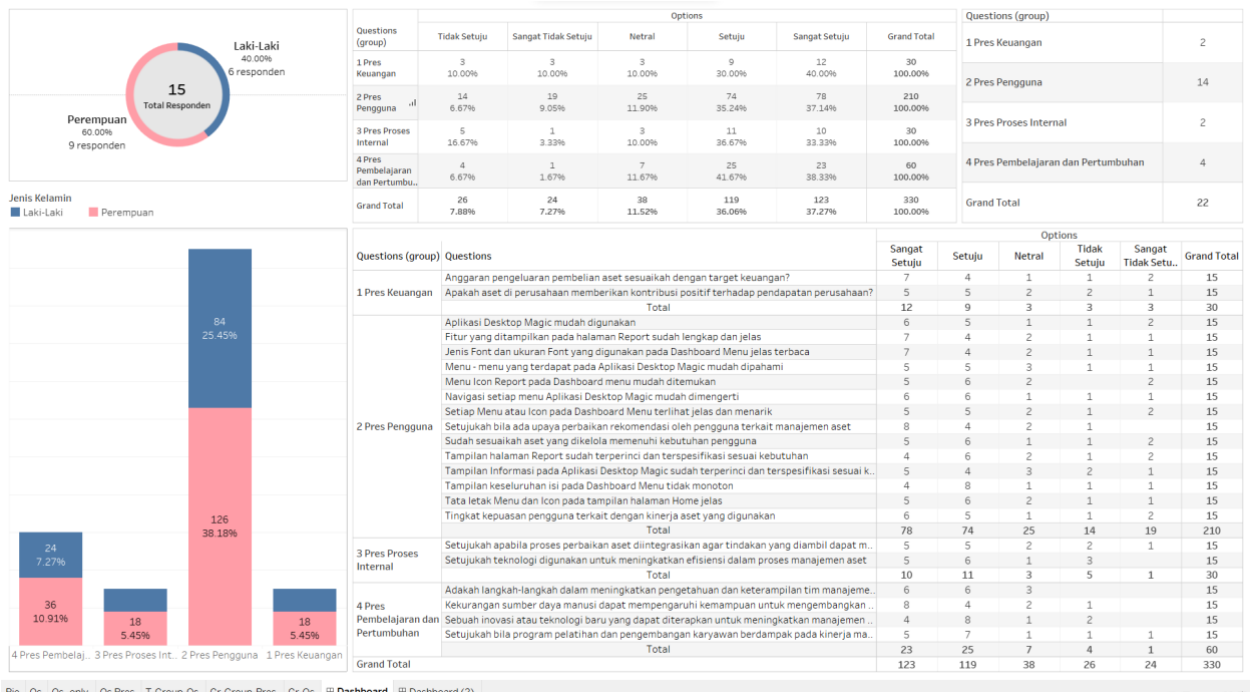 Laki-Laki
40.00%
6 responden
15
Total Responden
Perempuan
60.00%
9 responden
Jenis Kelamin
Laki-Laki Perempuan
Options
Questions (group) Tidak Setuju Sangat Tidak Setuju Netral Setuju Sangat Setuju Grand Total
1 Pres Keuangan 3 3 3 9 12 30
10.00% 10.00% 10.00% 30.00% 40.00% 100.00%
2 Pres Pengguna 14 19 25 74 78 210
6.67% 9.05% 11.90% 35.24% 37.14% 100.00%
3 Pres Proses Internal 5 1 3 11 10 30
16.67% 3.33% 10.00% 36.67% 33.33% 100.00%
4 Pres Pembelajaran dan Pertumbu.. 4 1 7 25 23 60
6.67% 1.67% 11.67% 41.67% 38.33% 100.00%
Grand Total 26 24 38 119 123 330
7.88% 7.27% 11.52% 36.06% 37.27% 100.00%
Questions (group)
1 Pres Keuangan 2
2 Pres Pengguna 14
3 Pres Proses Internal 2
4 Pres Pembelajaran dan Pertumbuhan 4
Grand Total 22
84
25.45%
126
38.18%
24
7.27%
36
10.91%
18
5.45%
18
5.45%
4 Pres Pembelaj.. 3 Pres Proses Int.. 2 Pres Pengguna 1 Pres Keuangan
Options
Questions (group) Questions Sangat Setuju Setuju Netral Tidak Setuju Sangat Tidak Setu.. Grand Total
1 Pres Keuangan
Anggaran pengeluaran pembelian aset sesuaikah dengan target keuangan? 7 4 1 1 2 15
Apakah aset di perusahaan memberikan kontribusi positif terhadap pendapatan perusahaan? 5 5 2 2 1 15
Total 12 9 3 3 3 30
2 Pres Pengguna
Aplikasi Desktop Magic mudah digunakan 6 5 1 1 2 15
Fitur yang ditampilkan pada halaman Report sudah lengkap dan jelas 7 4 2 1 1 15
Jenis Font dan ukuran Font yang digunakan pada Dashboard Menu jelas terbaca 7 4 2 1 1 15
Menu - menu yang terdapat pada Aplikasi Desktop Magic mudah dipahami 5 5 3 1 1 15
Menu Icon Report pada Dashboard menu mudah ditemukan 5 6 2 2 15
Navigasi setiap menu Aplikasi Desktop Magic mudah dimengerti 6 6 1 1 1 15
Setiap Menu atau Icon pada Dashboard Menu terlihat jelas dan menarik 5 5 2 1 2 15
Setujukah bila ada upaya perbaikan rekomendasi oleh pengguna terkait manajemen aset 8 4 2 1 15
Sudah sesuaikah aset yang dikelola memenuhi kebutuhan pengguna 5 6 1 1 2 15
Tampilan halaman Report sudah terperinci dan terspesifikasi sesuai kebutuhan 4 6 2 1 2 15
Tampilan Informasi pada Aplikasi Desktop Magic sudah terperinci dan terspesifikasi sesuai k.. 5 4 3 2 1 15
Tampilan keseluruhan isi pada Dashboard Menu tidak monoton 4 8 1 1 1 15
Tata letak Menu dan Icon pada tampilan halaman Home jelas 5 6 2 1 1 15
Tingkat kepuasan pengguna terkait dengan kinerja aset yang digunakan 6 5 1 1 2 15
Total 78 74 25 14 19 210
3 Pres Proses Internal
Setujukah apabila proses perbaikan aset diintegrasikan agar tindakan yang diambil dapat m.. 5 5 2 2 1 15
Setujukah teknologi digunakan untuk meningkatkan efisiensi dalam proses manajemen aset 5 6 1 3 15
Total 10 11 3 5 1 30
4 Pres Pembelajaran dan Pertumbuhan
Adakah langkah-langkah dalam meningkatkan pengetahuan dan keterampilan tim manajeme.. 6 6 3 15
Kekurangan sumber daya manusi dapat mempengaruhi kemampuan untuk mengembangkan .. 8 4 2 1 15
Sebuah inovasi atau teknologi baru yang dapat diterapkan untuk meningkatkan manajemen .. 4 8 1 2 15
Setujukah bila program pelatihan dan pengembangan karyawan berdampak pada kinerja ma.. 5 7 1 1 1 15
Total 23 25 7 4 1 60
Grand Total 123 119 38 26 24 330
Dashboard Dashboard (2)